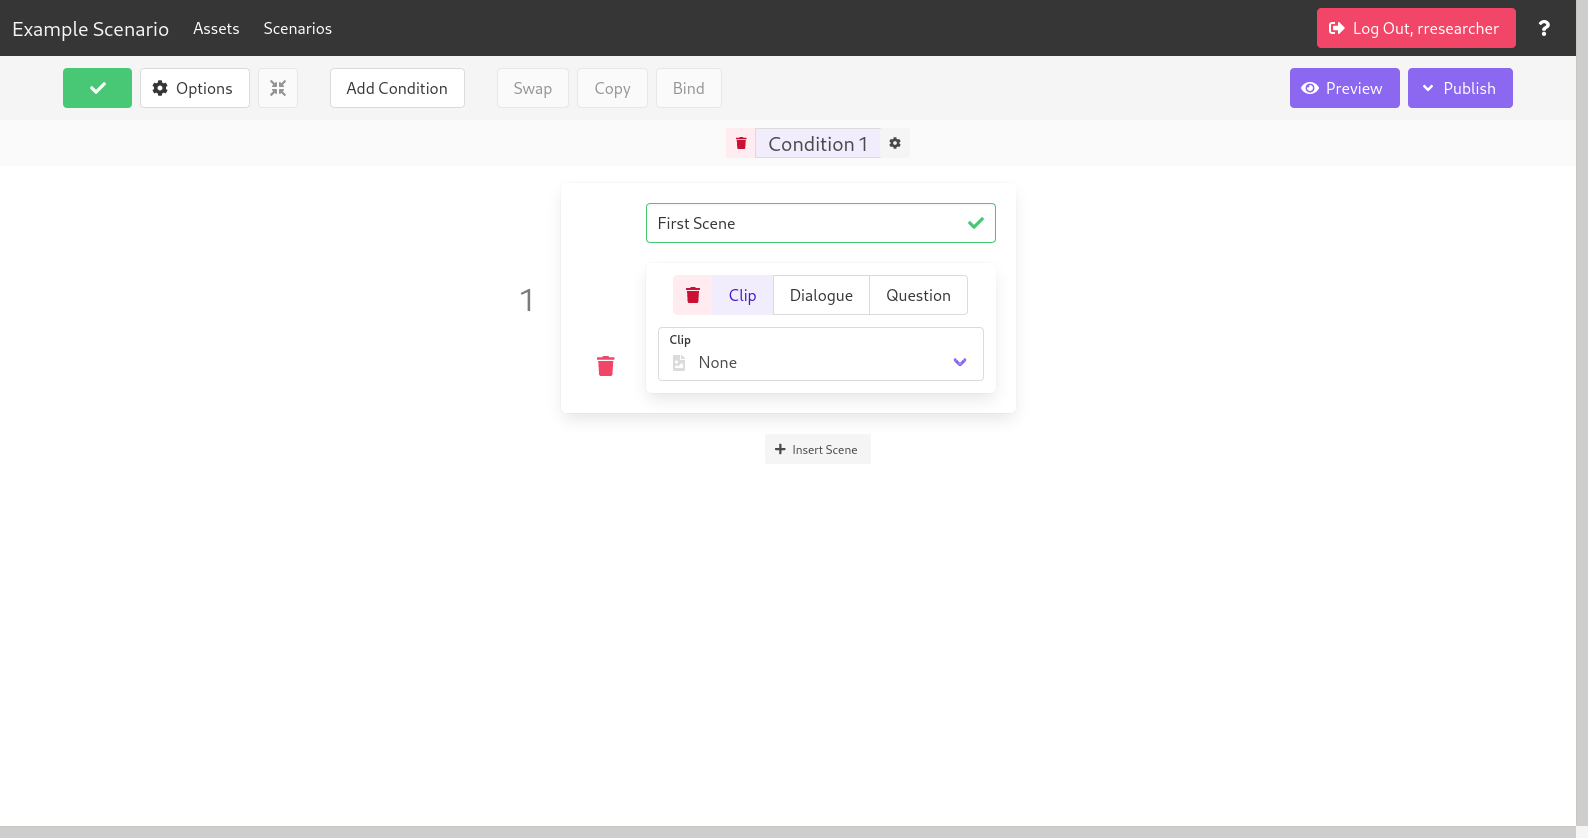 Example Scenario Assets Scenarios Log Out, rresearcher ?
Options Add Condition Swap Copy Bind Preview Publish
Condition 1
First Scene
1
Clip Dialogue Question
Clip
None
Insert Scene